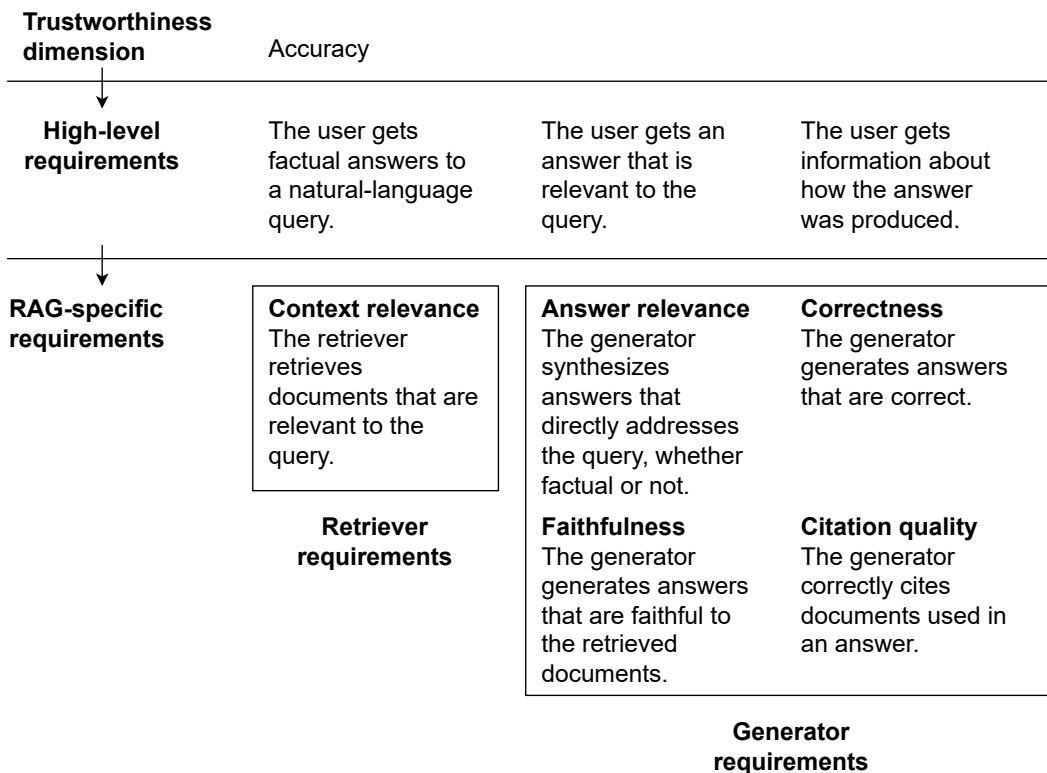 Trustworthiness
dimension
Accuracy
High-level
requirements
The user gets
factual answers to
a natural-language
query.
The user gets an
answer that is
relevant to the
query.
The user gets
information about
how the answer
was produced.
RAG-specific
requirements
Context relevance
The retriever
retrieves
documents that are
relevant to the
query.
Retriever
requirements
Answer relevance
The generator
synthesizes
answers that
directly addresses
the query, whether
factual or not.
Correctness
The generator
generates answers
that are correct.
Faithfulness
The generator
generates answers
that are faithful to
the retrieved
documents.
Citation quality
The generator
correctly cites
documents used in
an answer.
Generator
requirements